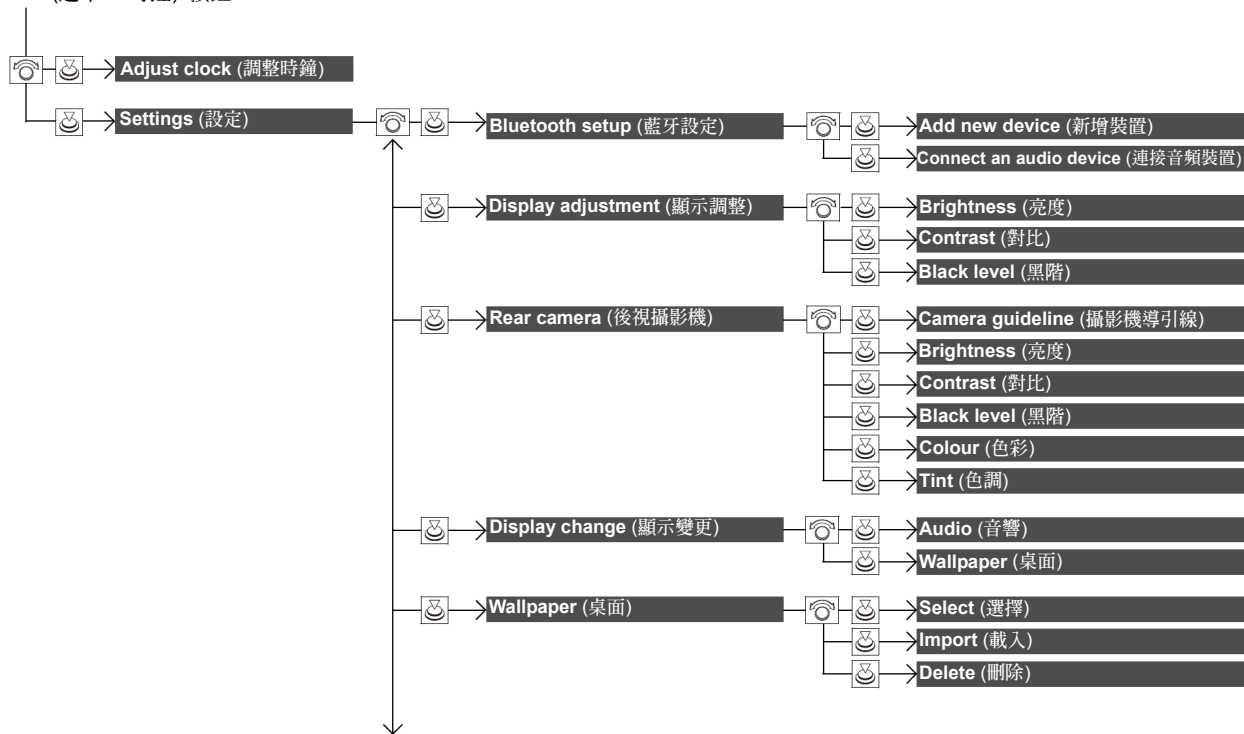 Adjust clock (調整時鐘)
Settings (設定)
Bluetooth setup (藍牙設定)
Add new device (新增裝置)
Connect an audio device (連接音頻裝置)
Display adjustment (顯示調整)
Brightness (亮度)
Contrast (對比)
Black level (黑階)
Rear camera (後視攝影機)
Camera guideline (攝影機導引線)
Brightness (亮度)
Contrast (對比)
Black level (黑階)
Colour (色彩)
Tint (色調)
Display change (顯示變更)
Audio (音響)
Wallpaper (桌面)
Wallpaper (桌面)
Select (選擇)
Import (載入)
Delete (刪除)